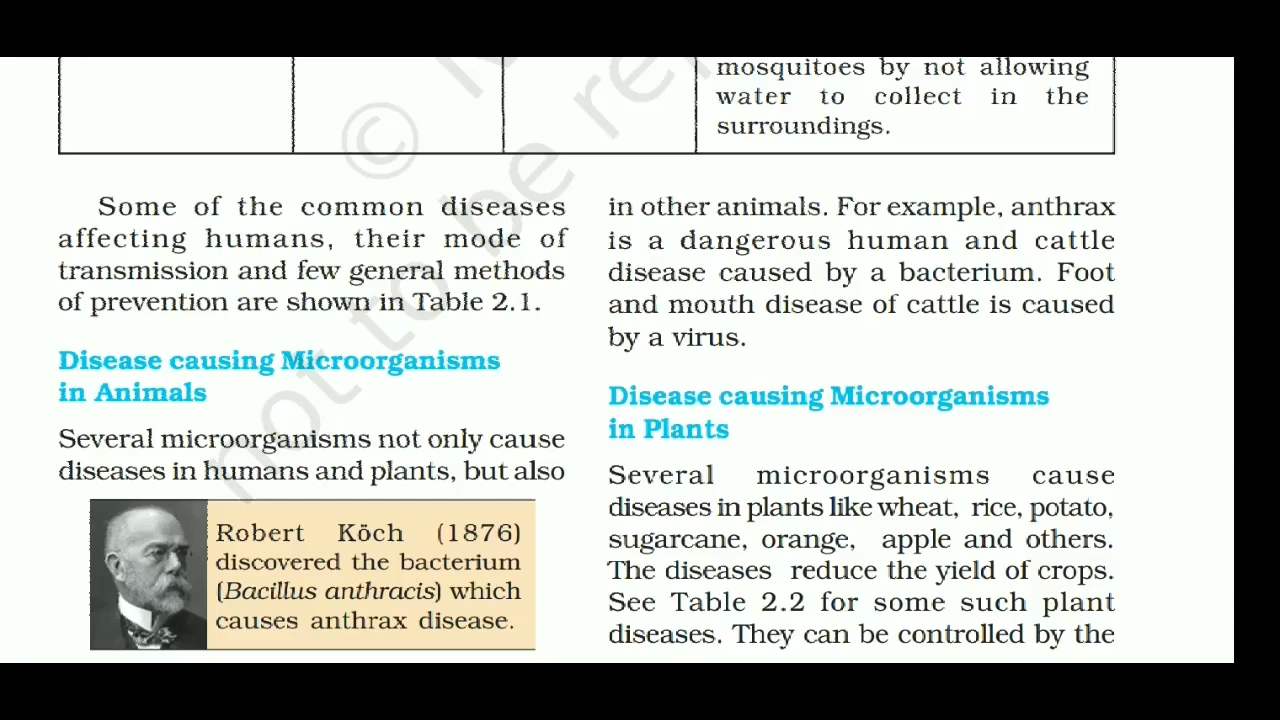 mosquitoes by not allowing
water to collect in the
surroundings.
Some of the common diseases
affecting humans, their mode of
transmission and few general methods
of prevention are shown in Table 2.1.
Disease causing Microorganisms
in Animals
Several microorganisms not only cause
diseases in humans and plants, but also
Robert Köch (1876)
discovered the bacterium
(Bacillus anthracis) which
causes anthrax disease.
in other animals. For example, anthrax
is a dangerous human and cattle
disease caused by a bacterium. Foot
and mouth disease of cattle is caused
by a virus.
Disease causing Microorganisms
in Plants
Several microorganisms cause
diseases in plants like wheat, rice, potato,
sugarcane, orange, apple and others.
The diseases reduce the yield of crops.
See Table 2.2 for some such plant
diseases. They can be controlled by the
©
not to be